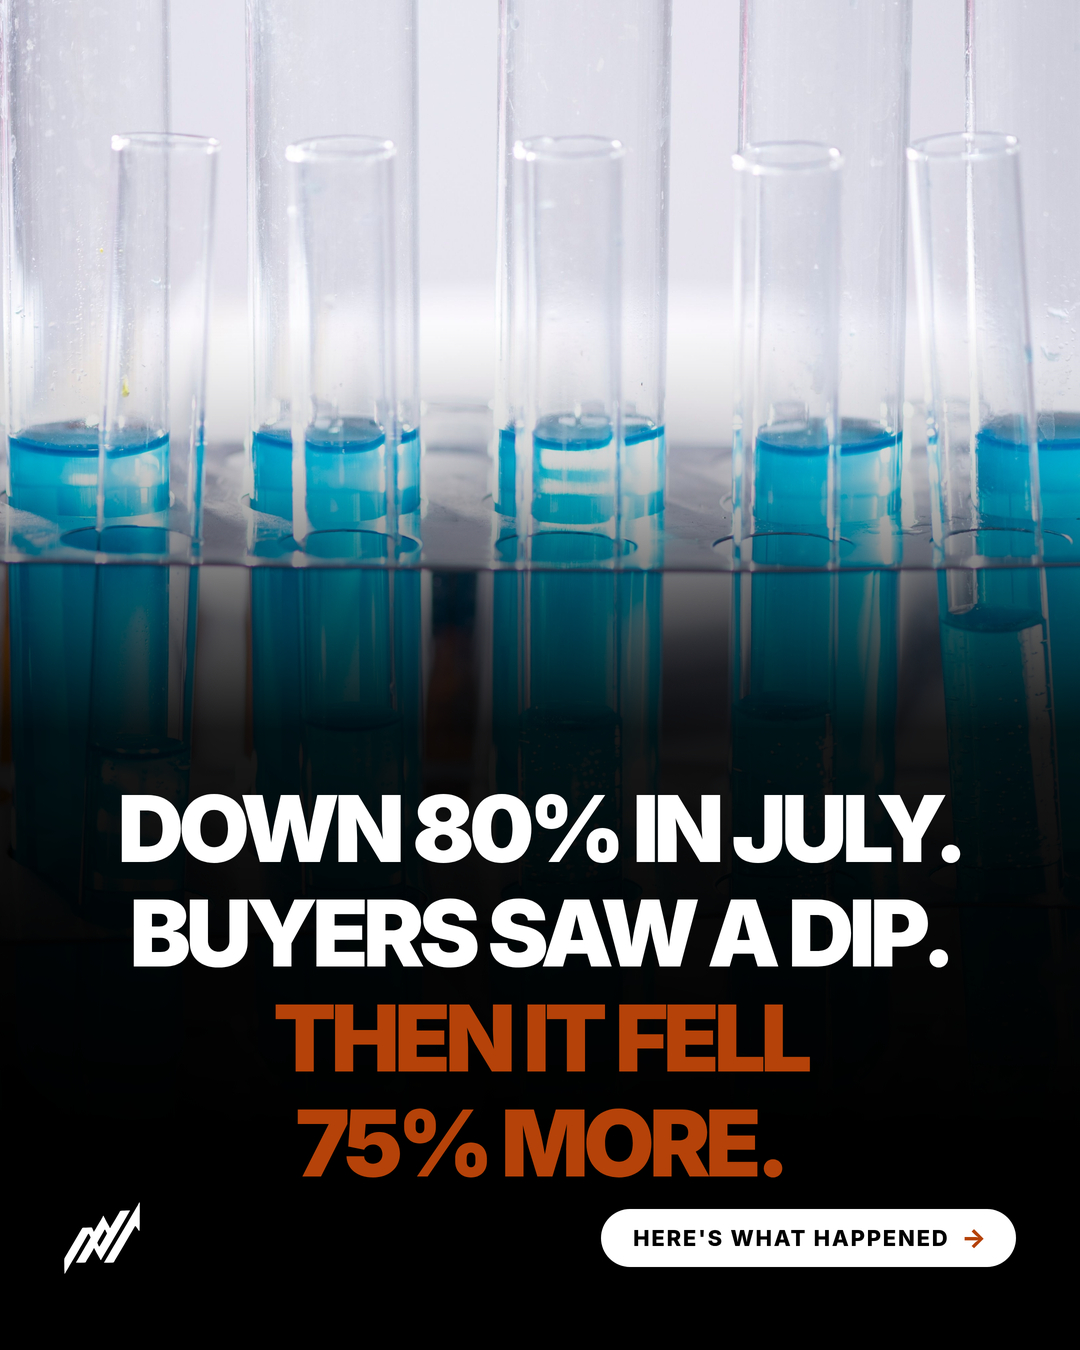 DOWN 80% IN JULY.
BUYERS SAW A DIP.
THEN IT FELL
75% MORE.
HERE'S WHAT HAPPENED →